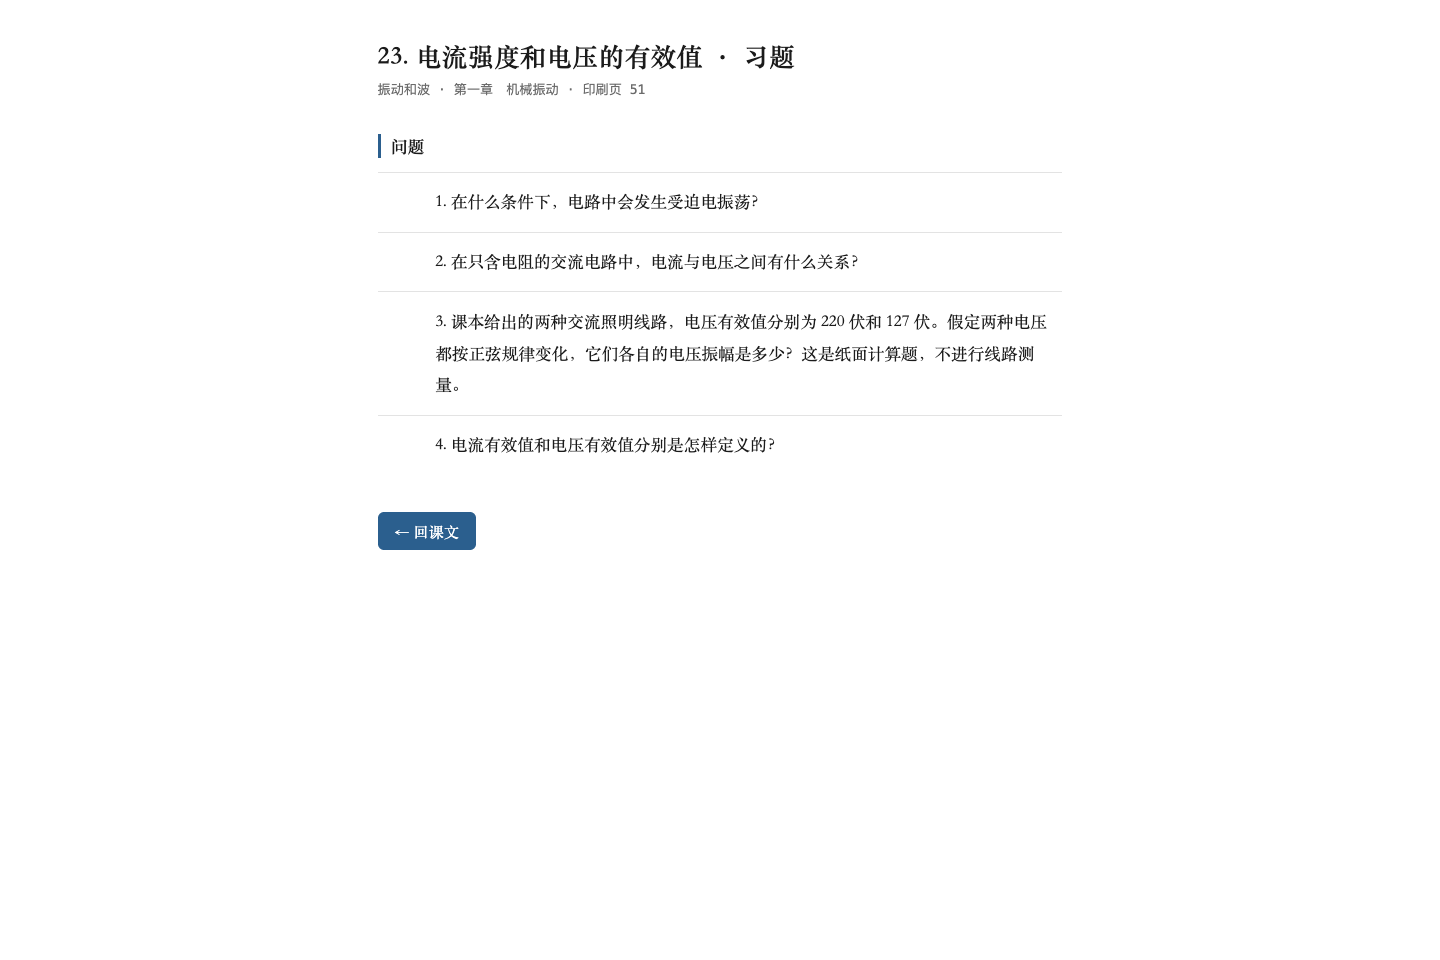 23. 电流强度和电压的有效值 · 习题
振动和波 · 第一章　机械振动 · 印刷页 51
问题
1. 在什么条件下，电路中会发生受迫电振荡？
2. 在只含电阻的交流电路中，电流与电压之间有什么关系？
3. 课本给出的两种交流照明线路，电压有效值分别为 220 伏和 127 伏。假定两种电压
都按正弦规律变化，它们各自的电压振幅是多少？这是纸面计算题，不进行线路测
量。
4. 电流有效值和电压有效值分别是怎样定义的？
← 回课文